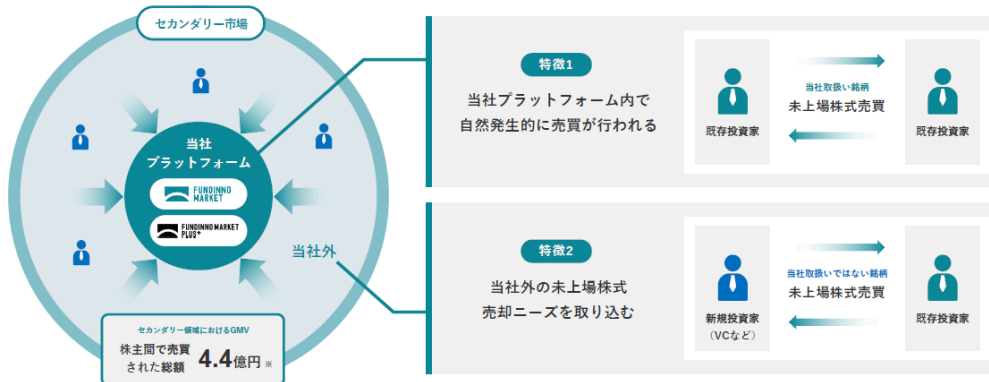 セカンダリー市場
当社
プラットフォーム
FUNDINNO
MARKET
FUNDINNO MARKET
PLUS+
当社外
セカンダリー領域におけるGMV
株主間で売買
された総額
4.4億円 ※
特徴1
当社プラットフォーム内で
自然発生的に売買が行われる
既存投資家
当社取扱い銘柄
未上場株式売買
既存投資家
特徴2
当社外の未上場株式
売却ニーズを取り込む
新規投資家
（VCなど）
当社取扱いではない銘柄
未上場株式売買
既存投資家